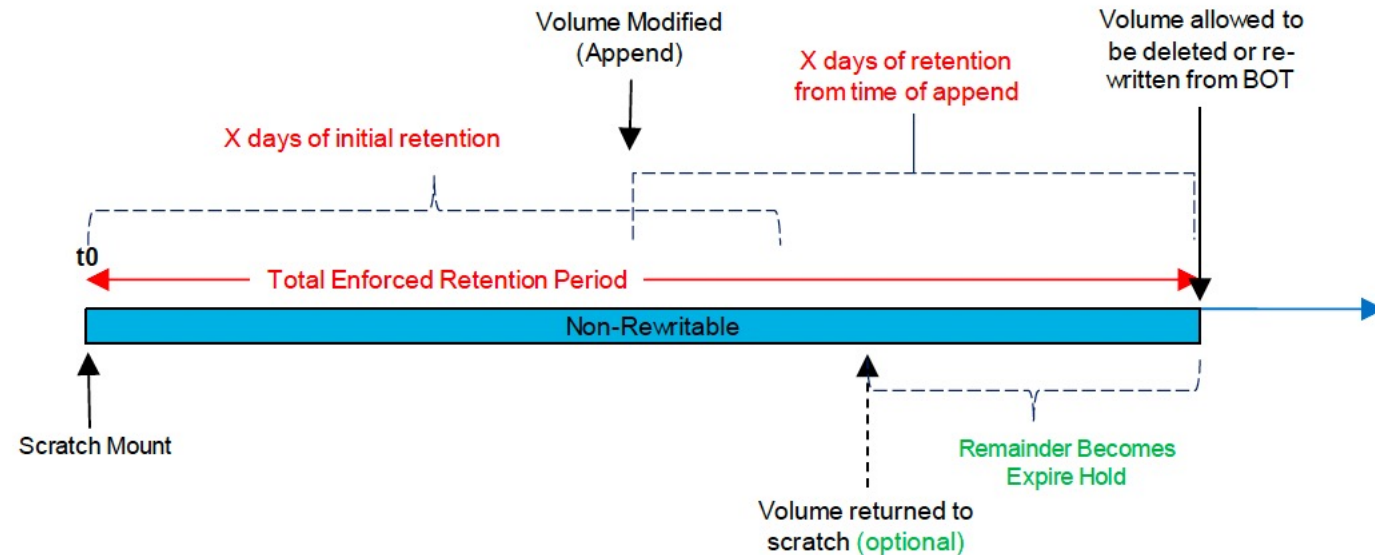 Volume Modified
(Append)
Volume allowed to
be deleted or re-
written from BOT
X days of retention
from time of append
X days of initial retention
t0
Total Enforced Retention Period
Non-Rewritable
Scratch Mount
Remainder Becomes
Expire Hold
Volume returned to
scratch (optional)